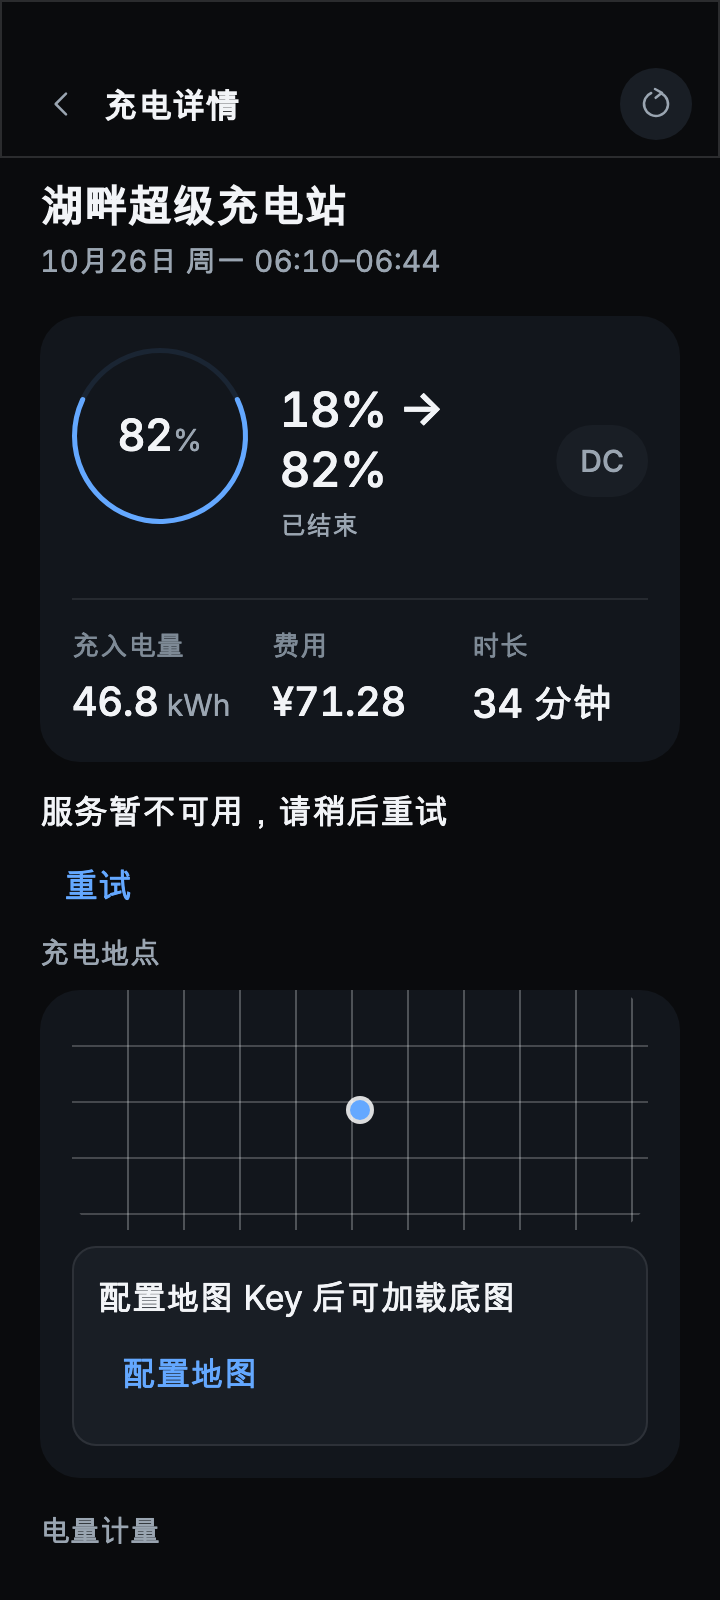 充电详情
湖畔超级充电站
10月26日 周一 06:10–06:44
82%
18% →
82%
DC
已结束
充入电量 费用 时长
46.8 kWh ¥71.28 34 分钟
服务暂不可用，请稍后重试
重试
充电地点
配置地图 Key 后可加载底图
配置地图
电量计量